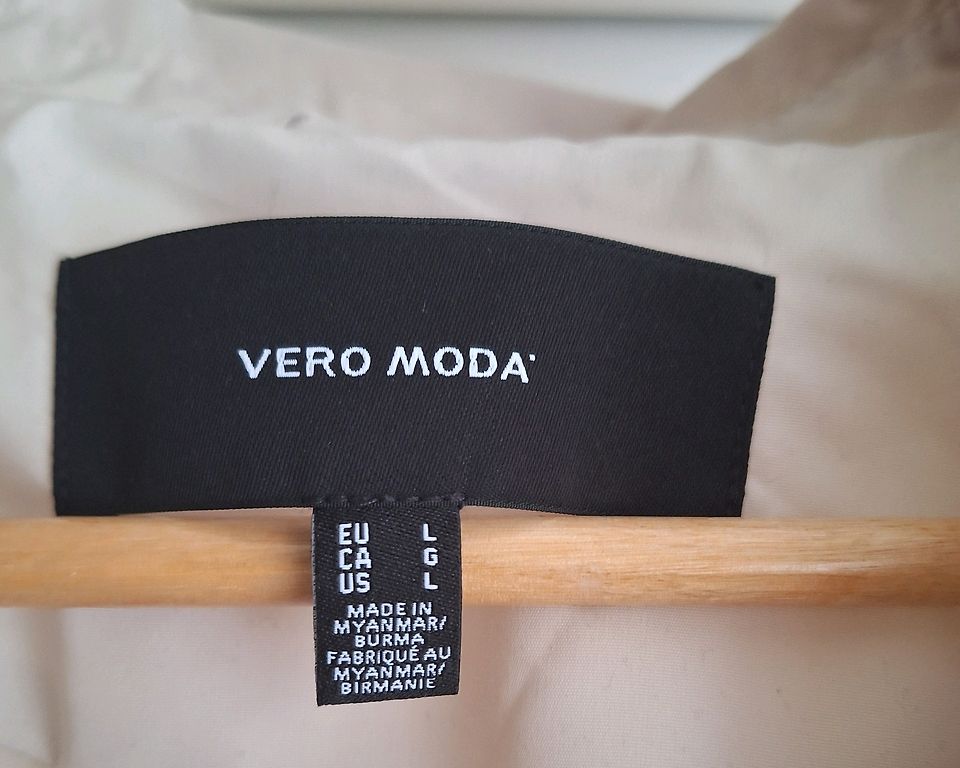 VERO MODA
EU L
CA G
US L
MADE IN
MYANMAR/
BURMA
FABRIQUÉ AU
MYANMAR/
BIRMANIE